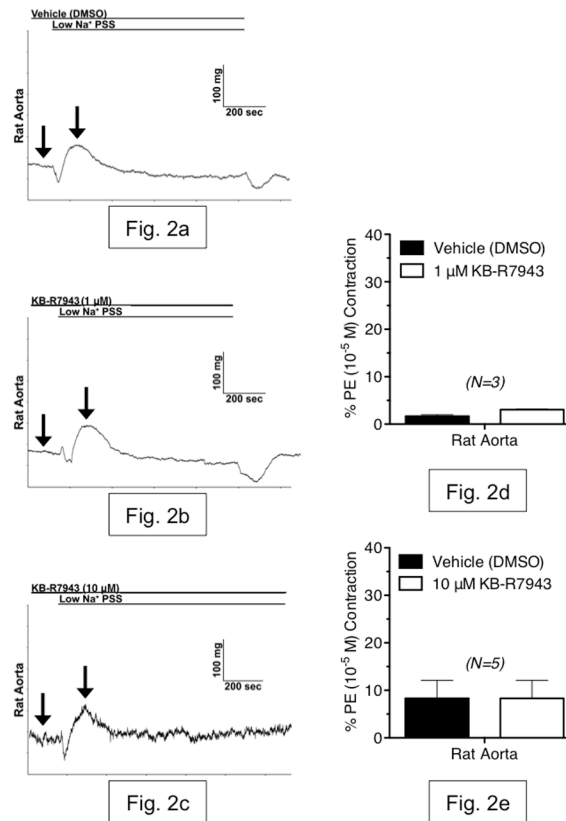 Vehicle (DMSO)
Low Na⁺ PSS
Rat Aorta
100 mg
200 sec
Fig. 2a
KB-R7943 (1 μM)
Low Na⁺ PSS
Rat Aorta
100 mg
200 sec
Fig. 2b
KB-R7943 (10 μM)
Low Na⁺ PSS
Rat Aorta
100 mg
200 sec
Fig. 2c
% PE (10⁻⁵ M) Contraction
40
30
20
10
0
Vehicle (DMSO)
1 μM KB-R7943
(N=3)
Rat Aorta
Fig. 2d
% PE (10⁻⁵ M) Contraction
40
30
20
10
0
Vehicle (DMSO)
10 μM KB-R7943
(N=5)
Rat Aorta
Fig. 2e